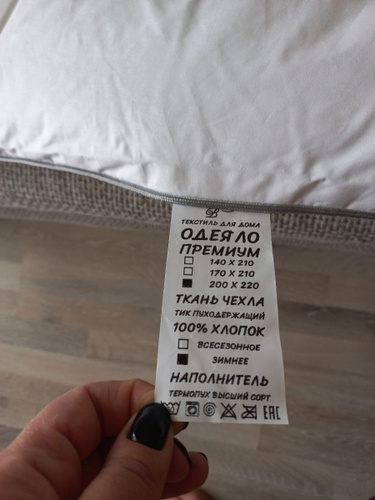 ТЕКСТИЛЬ ДЛЯ ДОМА
ОДЕЯЛО
ПРЕМИУМ
140 X 210
170 X 210
200 X 220
ТКАНЬ ЧЕХЛА
ТИК ПУХОДЕРЖАЩИЙ
100% ХЛОПОК
ВСЕСЕЗОННОЕ
ЗИМНЕЕ
НАПОЛНИТЕЛЬ
ТЕРМОПУХ ВЫСШИЙ СОРТ
EAC